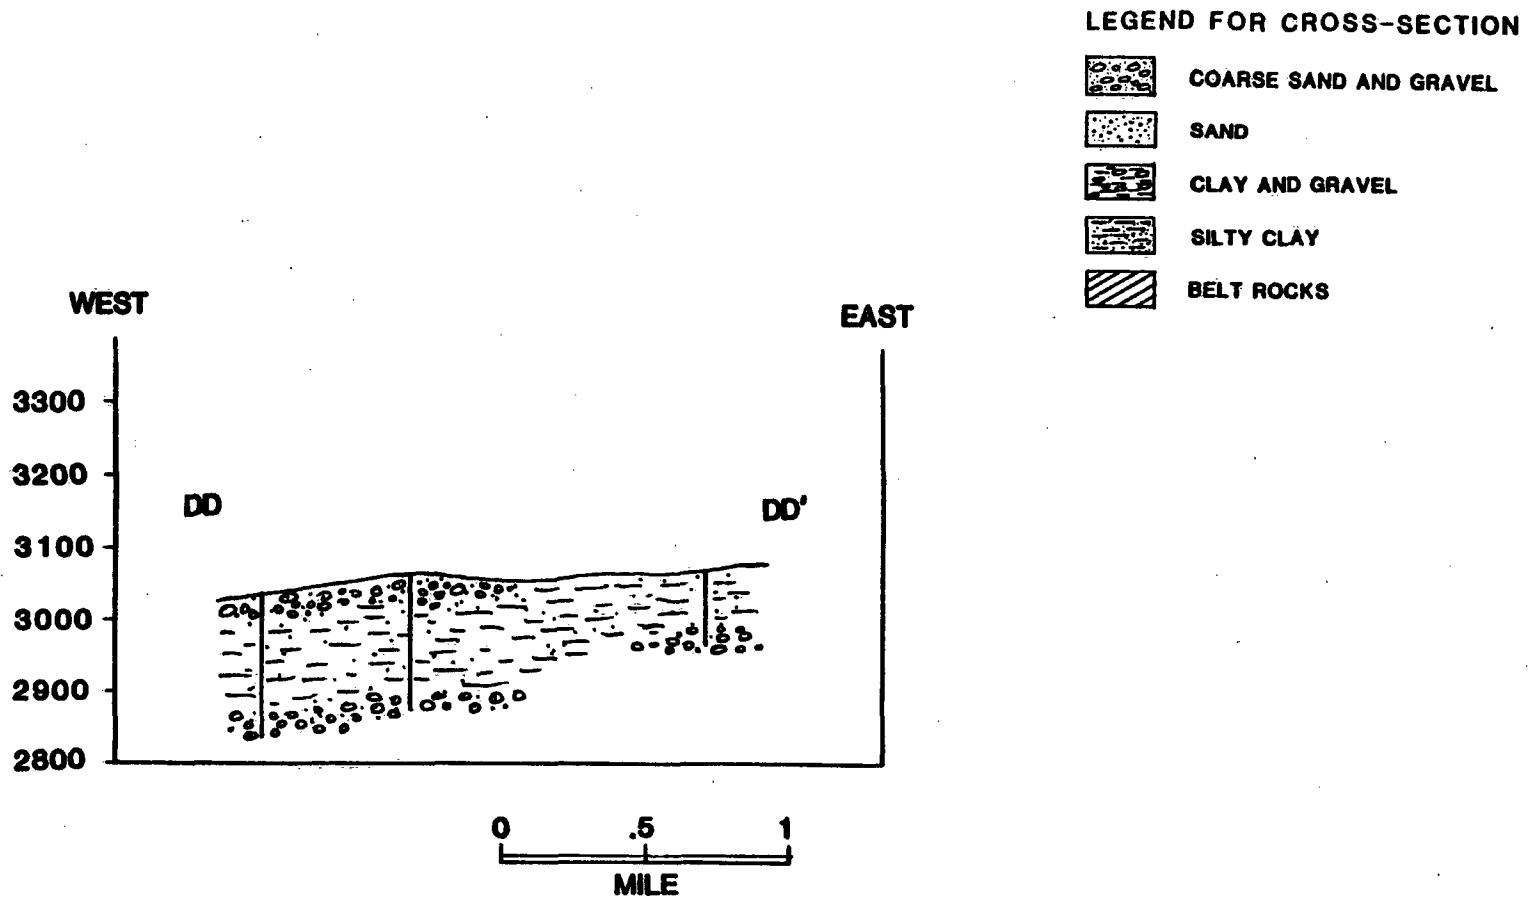 LEGEND FOR CROSS-SECTION
COARSE SAND AND GRAVEL
SAND
CLAY AND GRAVEL
SILTY CLAY
BELT ROCKS
WEST
EAST
3300
3200
DD
DD'
3100
3000
2900
2800
0 .5 1
MILE